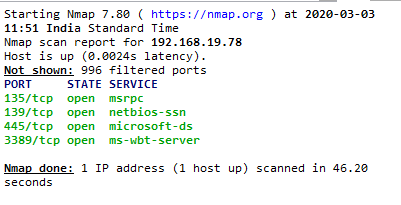 Starting Nmap 7.80 ( https://nmap.org ) at 2020-03-03
11:51 India Standard Time
Nmap scan report for 192.168.19.78
Host is up (0.0024s latency).
Not shown: 996 filtered ports
PORT     STATE SERVICE
135/tcp  open  msrpc
139/tcp  open  netbios-ssn
445/tcp  open  microsoft-ds
3389/tcp open  ms-wbt-server
Nmap done: 1 IP address (1 host up) scanned in 46.20
seconds